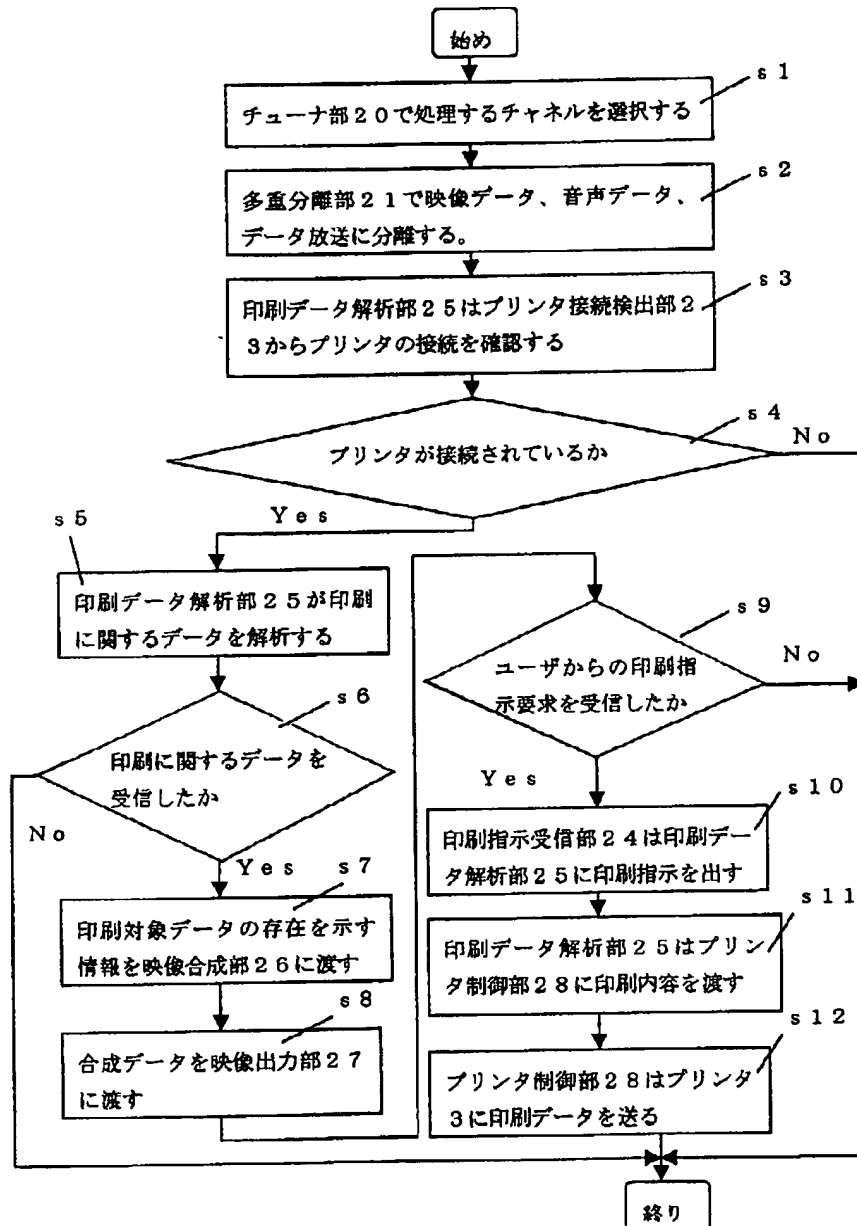 始め
s1
チューナ部20で処理するチャネルを選択する
s2
多重分離部21で映像データ、音声データ、
データ放送に分離する。
s3
印刷データ解析部25はプリンタ接続検出部2
3からプリンタの接続を確認する
s4
プリンタが接続されているか
No
Yes
s5
印刷データ解析部25が印刷
に関するデータを解析する
s6
印刷に関するデータを
受信したか
No
Yes
s7
印刷対象データの存在を示す
情報を映像合成部26に渡す
s8
合成データを映像出力部27
に渡す
s9
ユーザからの印刷指
示要求を受信したか
No
Yes
s10
印刷指示受信部24は印刷デー
タ解析部25に印刷指示を出す
s11
印刷データ解析部25はプリン
タ制御部28に印刷内容を渡す
s12
プリンタ制御部28はプリンタ
3に印刷データを送る
終り